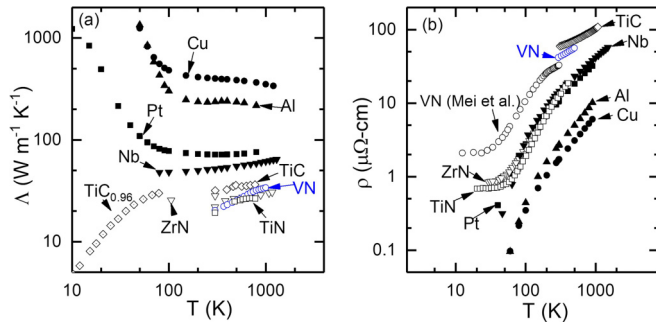 (a)
Cu
Al
Pt
Nb
TiC
VN
TiC0.96
ZrN
TiN
1000
100
10
Λ (W m-1 K-1)
10
100
1000
T (K)
(b)
TiC
Nb
VN
VN (Mei et al.)
Al
Cu
ZrN
TiN
Pt
100
10
1
0.1
ρ (μΩ-cm)
10
100
1000
T (K)